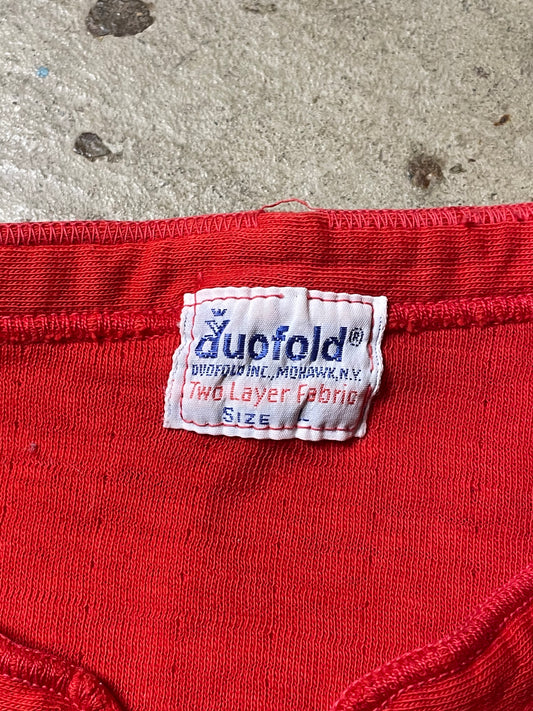 duofold®
DUOFOLD INC., MOHAWK, N.Y.
Two Layer Fabric
SIZE L